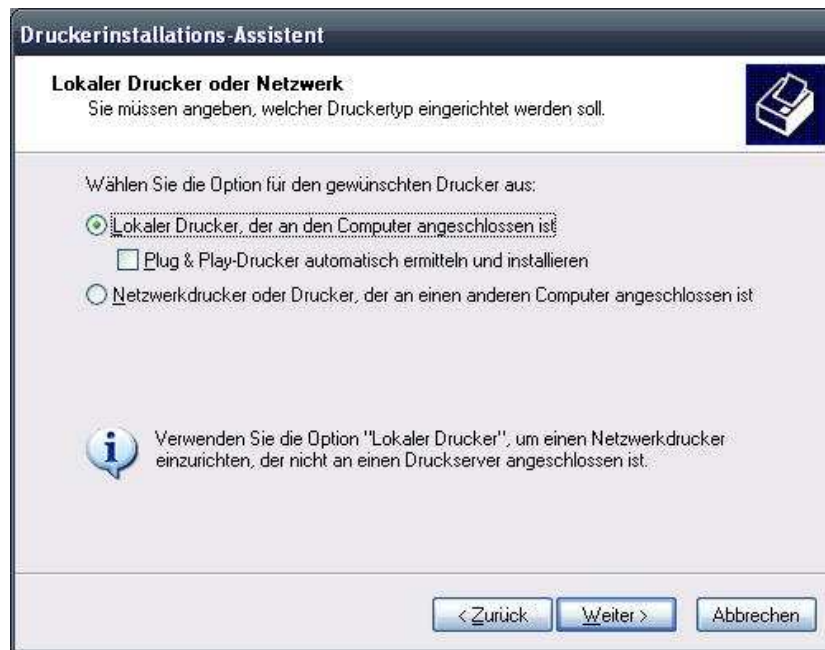 Druckerinstallations-Assistent
Lokaler Drucker oder Netzwerk
Sie müssen angeben, welcher Druckertyp eingerichtet werden soll.
Wählen Sie die Option für den gewünschten Drucker aus:
Lokaler Drucker, der an den Computer angeschlossen ist
Plug & Play-Drucker automatisch ermitteln und installieren
Netzwerkdrucker oder Drucker, der an einen anderen Computer angeschlossen ist
Verwenden Sie die Option "Lokaler Drucker", um einen Netzwerkdrucker
einzurichten, der nicht an einen Druckserver angeschlossen ist.
< Zurück Weiter > Abbrechen